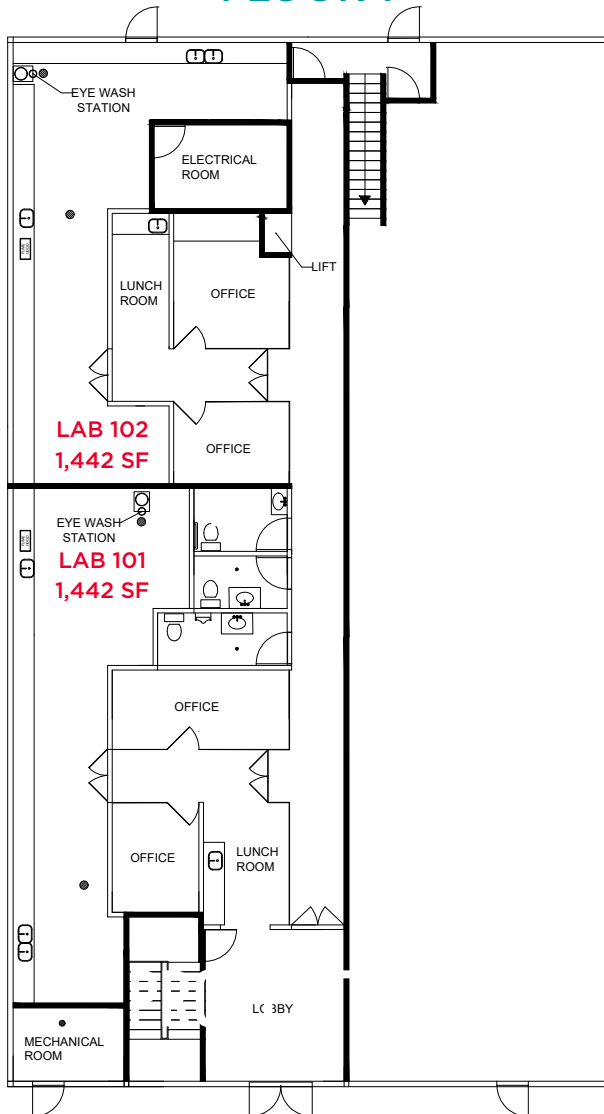 EYE WASH
STATION
ELECTRICAL
ROOM
LIFT
LUNCH
ROOM
OFFICE
LAB 102
1,442 SF
OFFICE
EYE WASH
STATION
LAB 101
1,442 SF
OFFICE
OFFICE
LUNCH
ROOM
LOBBY
MECHANICAL
ROOM